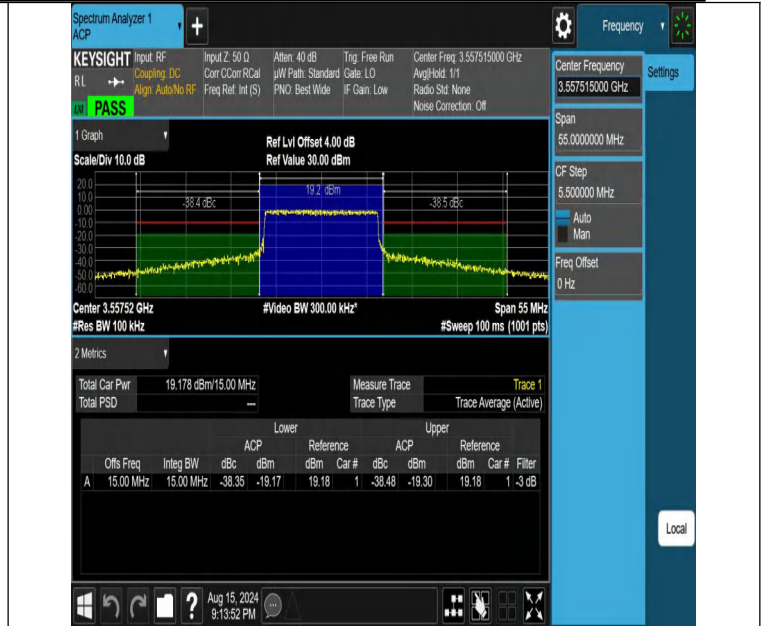 Spectrum Analyzer 1
ACP
+
Frequency
KEYSIGHT Input: RF Input Z: 50 Ω Atten: 40 dB Trig: Free Run Center Freq: 3.557515000 GHz
RL Coupling: DC Corr CCorr RCal µW Path: Standard Gate: LO Avg|Hold: 1/1
Align: Auto/No RF Freq Ref: Int (S) PNO: Best Wide IF Gain: Low Radio Std: None
PASS Noise Correction: Off
Center Frequency
3.557515000 GHz
Settings
Span
55.0000000 MHz
CF Step
5.500000 MHz
Auto
Man
Freq Offset
0 Hz
1 Graph
Ref Lvl Offset 4.00 dB
Scale/Div 10.0 dB Ref Value 30.00 dBm
20.0
10.0
0.00
-10.0
-20.0
-30.0
-40.0
-50.0
-60.0
-38.4 dBc 19.2 dBm -38.5 dBc
Center 3.55752 GHz #Video BW 300.00 kHz* Span 55 MHz
#Res BW 100 kHz #Sweep 100 ms (1001 pts)
2 Metrics
Total Car Pwr 19.178 dBm/15.00 MHz Measure Trace Trace 1
Total PSD --- Trace Type Trace Average (Active)
Lower Upper
ACP Reference ACP Reference
Offs Freq Integ BW dBc dBm dBm Car # dBc dBm dBm Car # Filter
A 15.00 MHz 15.00 MHz -38.35 -19.17 19.18 1 -38.48 -19.30 19.18 1 -3 dB
Local
? Aug 15, 2024
9:13:52 PM